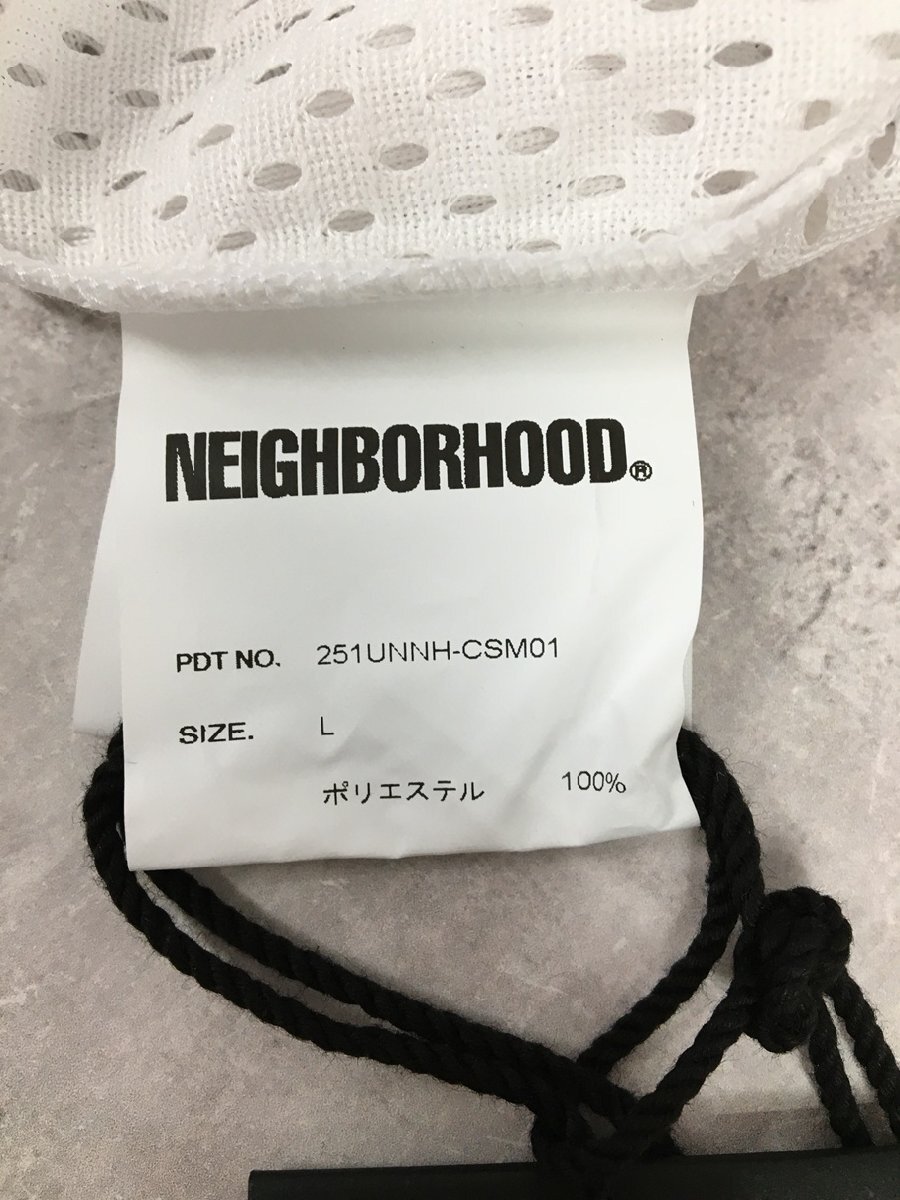 NEIGHBORHOOD®
PDT NO. 251UNNH-CSM01
SIZE. L
ポリエステル 100%